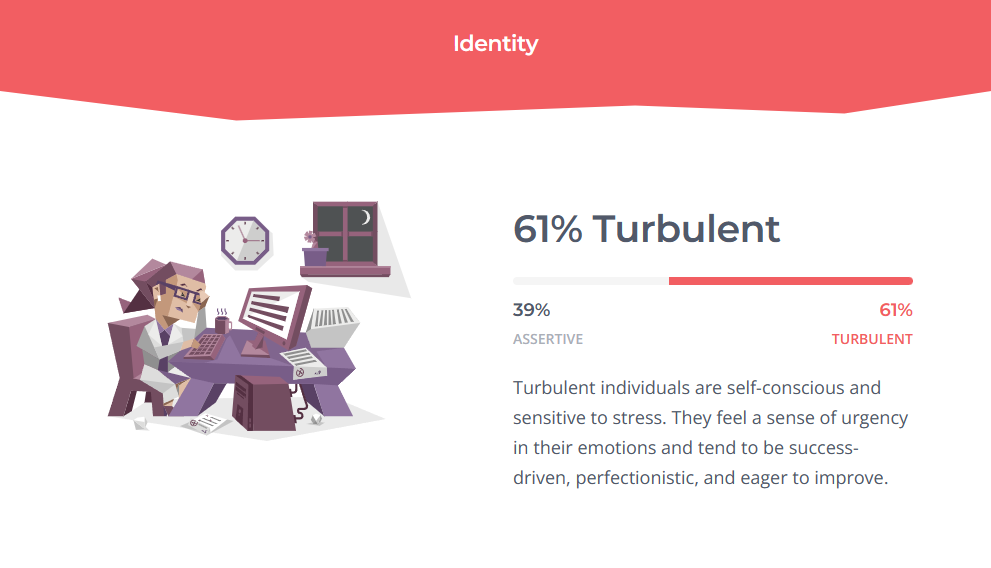 Identity
61% Turbulent
39%
61%
ASSERTIVE
TURBULENT
Turbulent individuals are self-conscious and
sensitive to stress. They feel a sense of urgency
in their emotions and tend to be success-
driven, perfectionistic, and eager to improve.